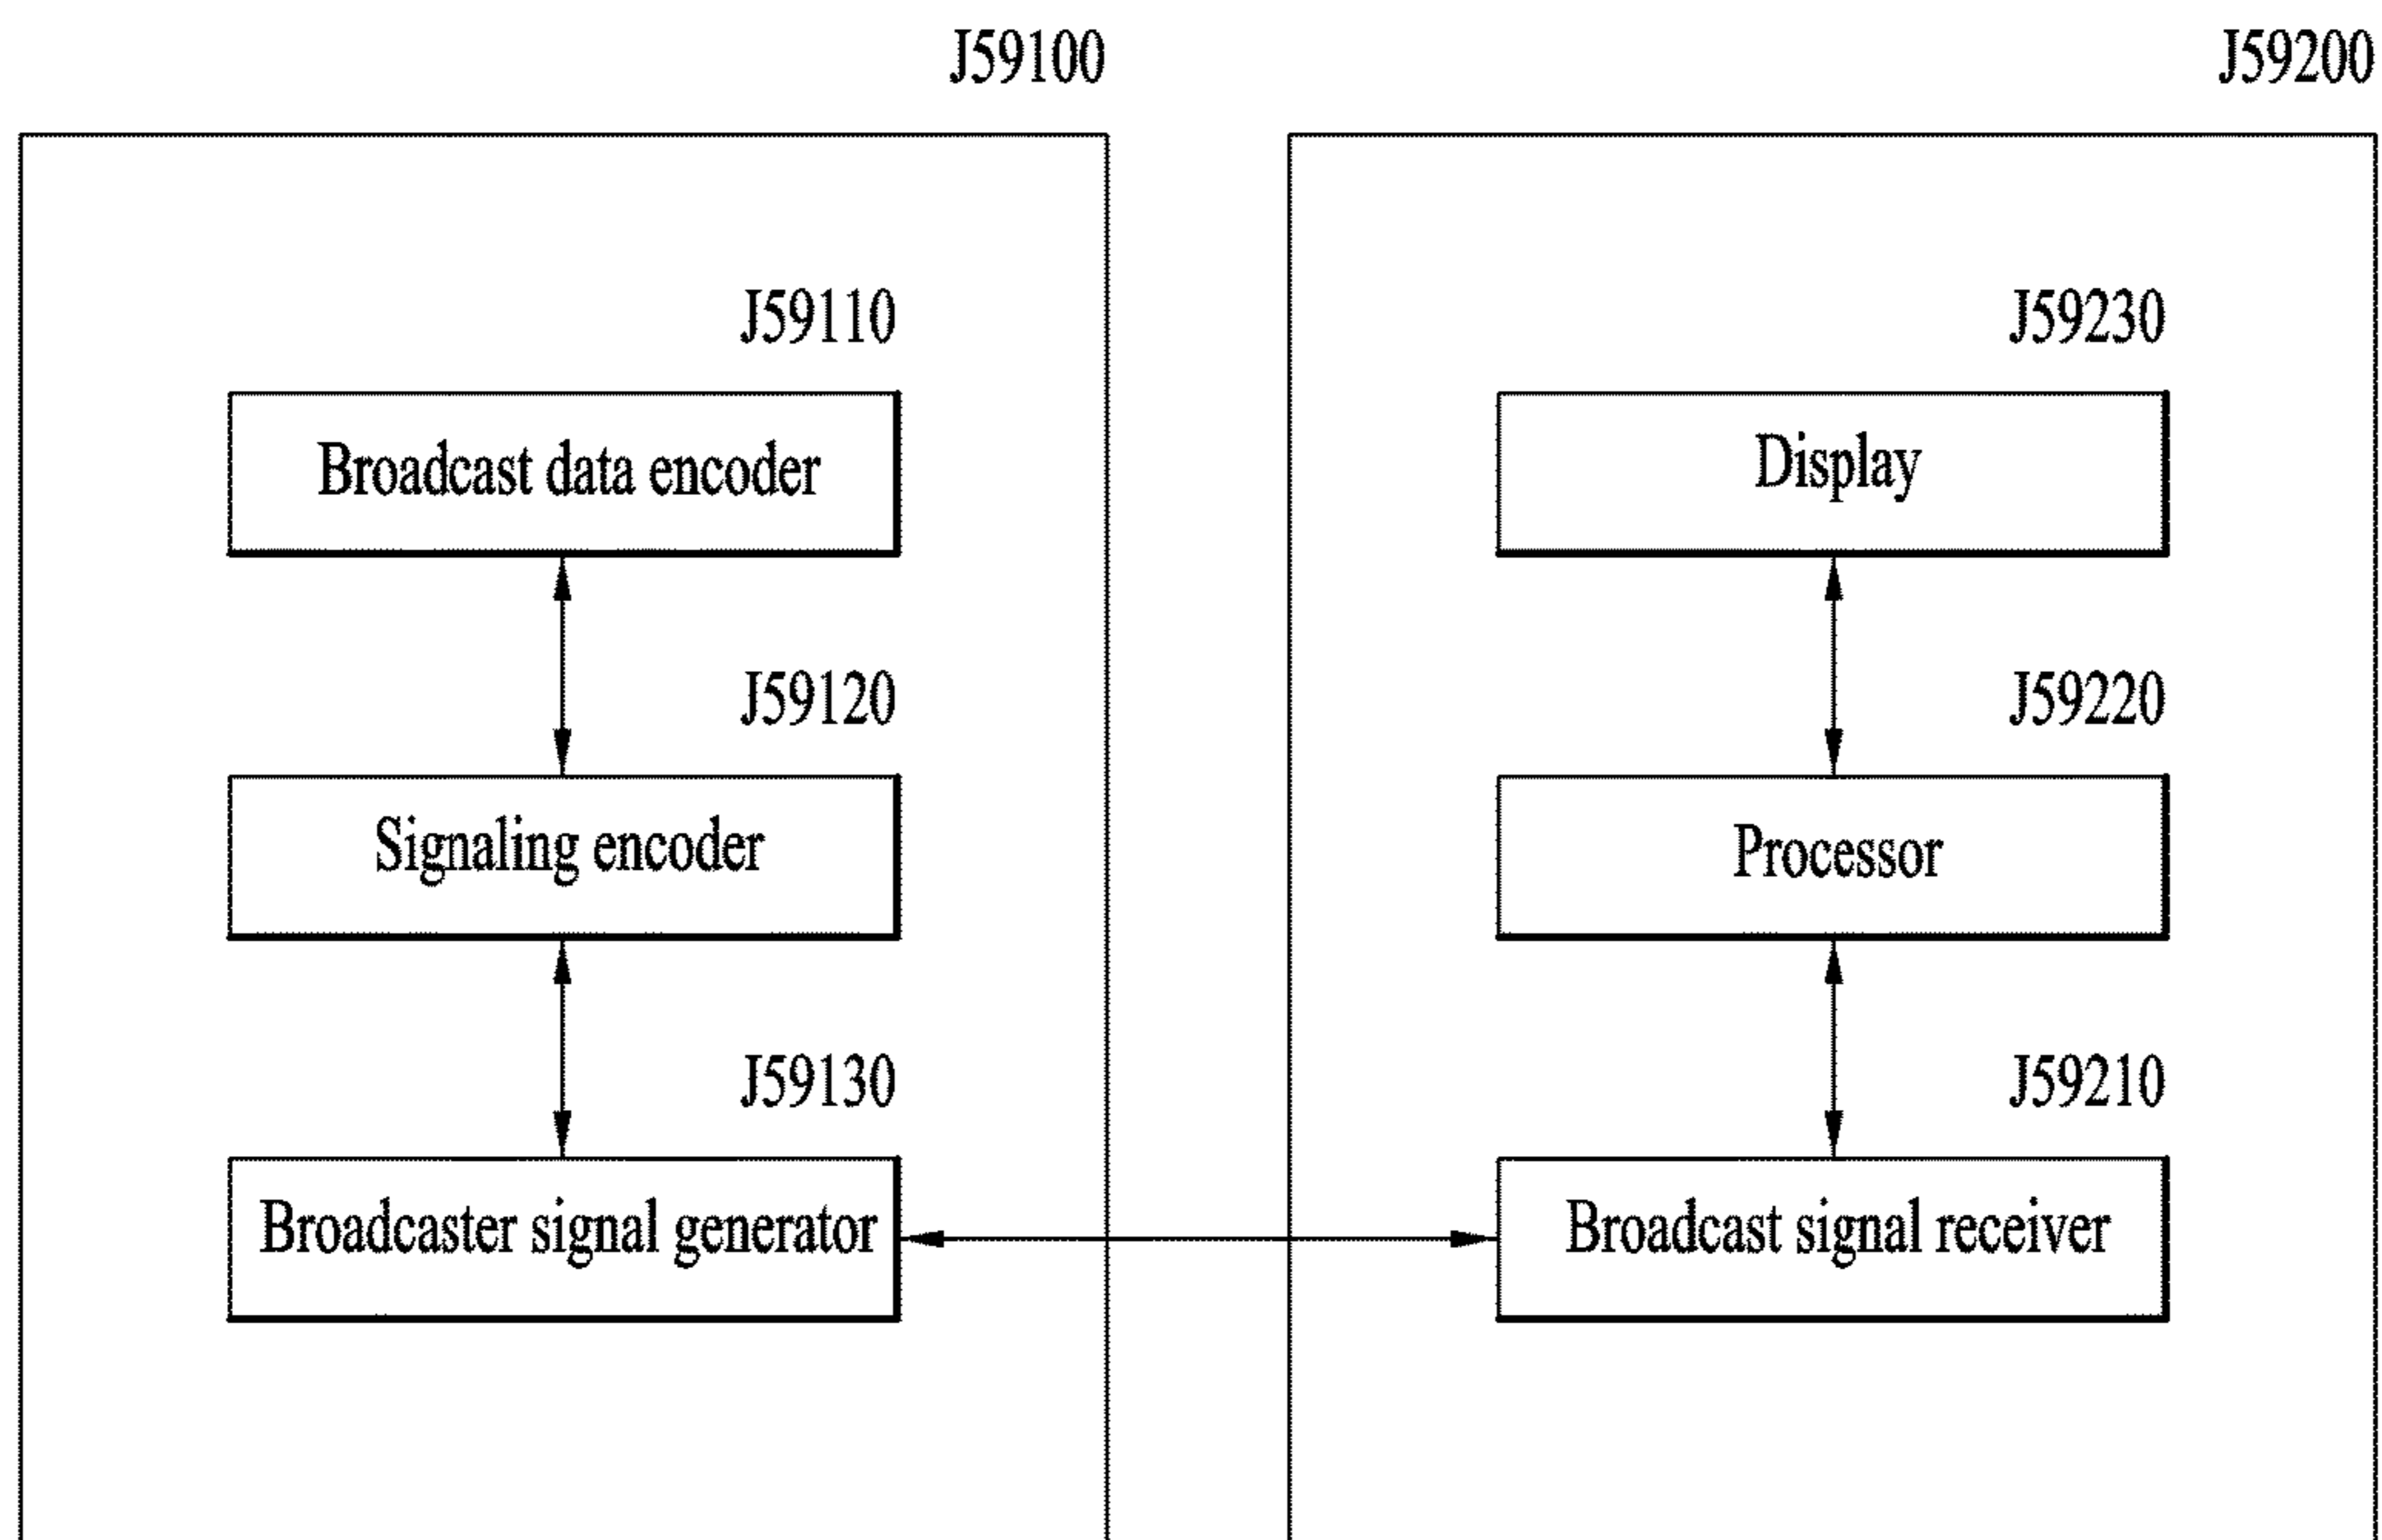 J59100
J59200
J59110
Broadcast data encoder
J59120
Signaling encoder
J59130
Broadcaster signal generator
J59230
Display
J59220
Processor
J59210
Broadcast signal receiver